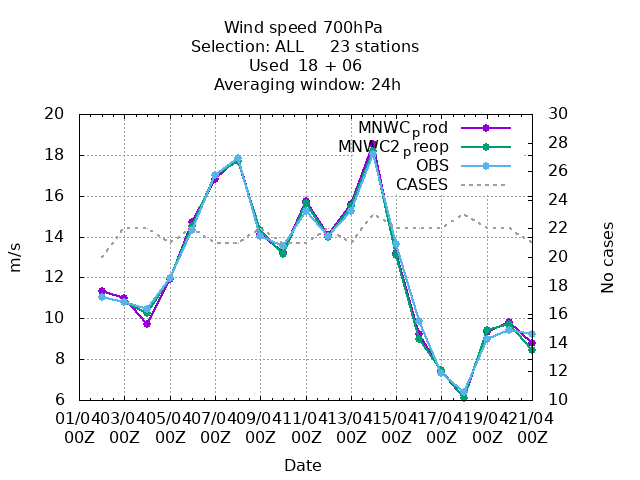 Wind speed 700hPa
Selection: ALL     23 stations
Used  18 + 06
Averaging window: 24h
20
18
16
14
12
10
8
6
m/s
30
28
26
24
22
20
18
16
14
12
10
No cases
MNWCprod
MNWC2preop
OBS
CASES
01/04 03/04 05/04 07/04 09/04 11/04 13/04 15/04 17/04 19/04 21/04
00Z 00Z 00Z 00Z 00Z 00Z 00Z 00Z 00Z 00Z 00Z
Date